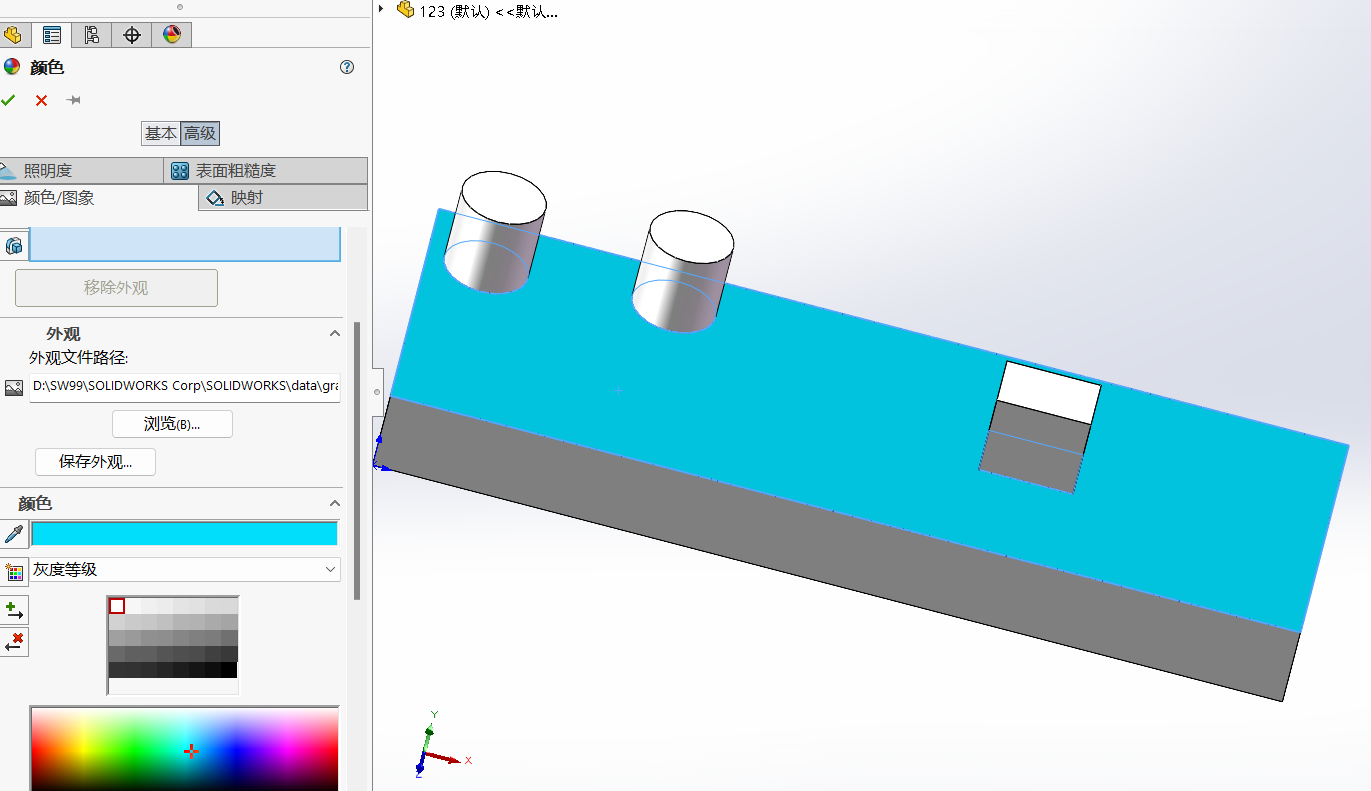 123 (默认) <<默认...
颜色
基本 高级
照明度 表面粗糙度
颜色/图象 映射
移除外观
外观
外观文件路径:
D:\SW99\SOLIDWORKS Corp\SOLIDWORKS\data\gra
浏览(B)...
保存外观...
颜色
灰度等级
Y
X
Z